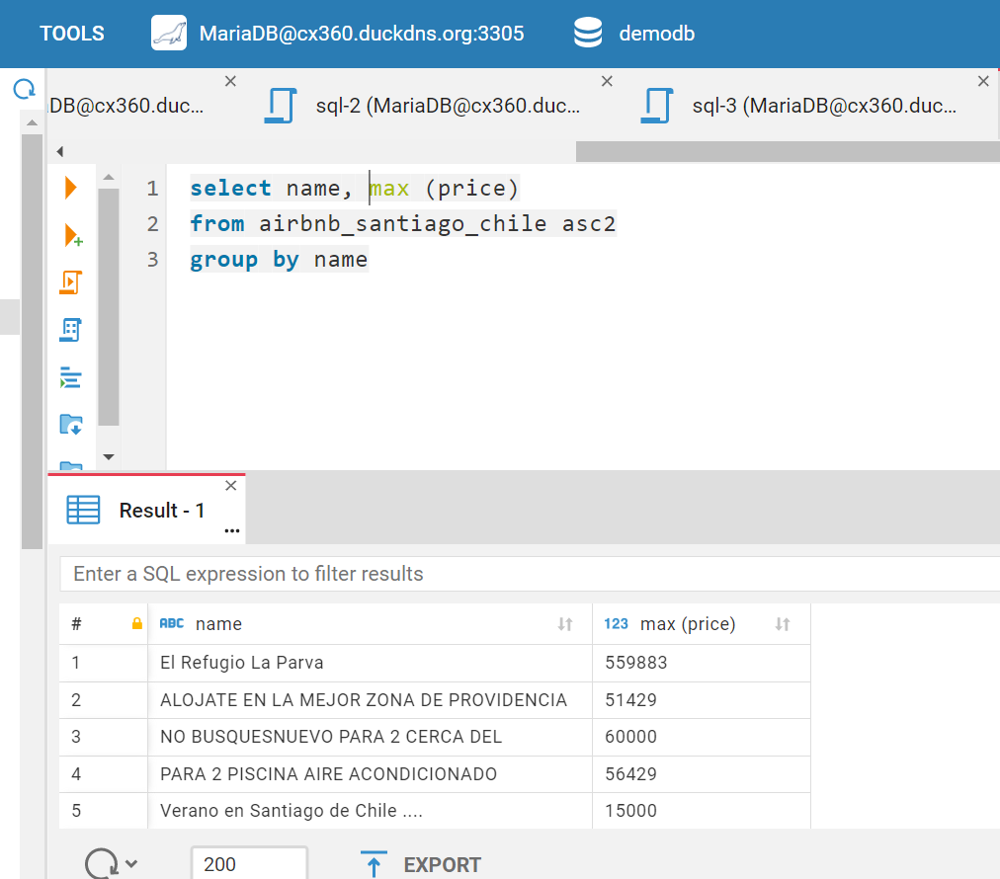 TOOLS MariaDB@cx360.duckdns.org:3305 demodb
DB@cx360.duc... sql-2 (MariaDB@cx360.duc... sql-3 (MariaDB@cx360.duc...
1 select name, max (price)
2 from airbnb_santiago_chile asc2
3 group by name
Result - 1
Enter a SQL expression to filter results
# ABC name 123 max (price)
1 El Refugio La Parva 559883
2 ALOJATE EN LA MEJOR ZONA DE PROVIDENCIA 51429
3 NO BUSQUESNUEVO PARA 2 CERCA DEL 60000
4 PARA 2 PISCINA AIRE ACONDICIONADO 56429
5 Verano en Santiago de Chile .... 15000
200 EXPORT